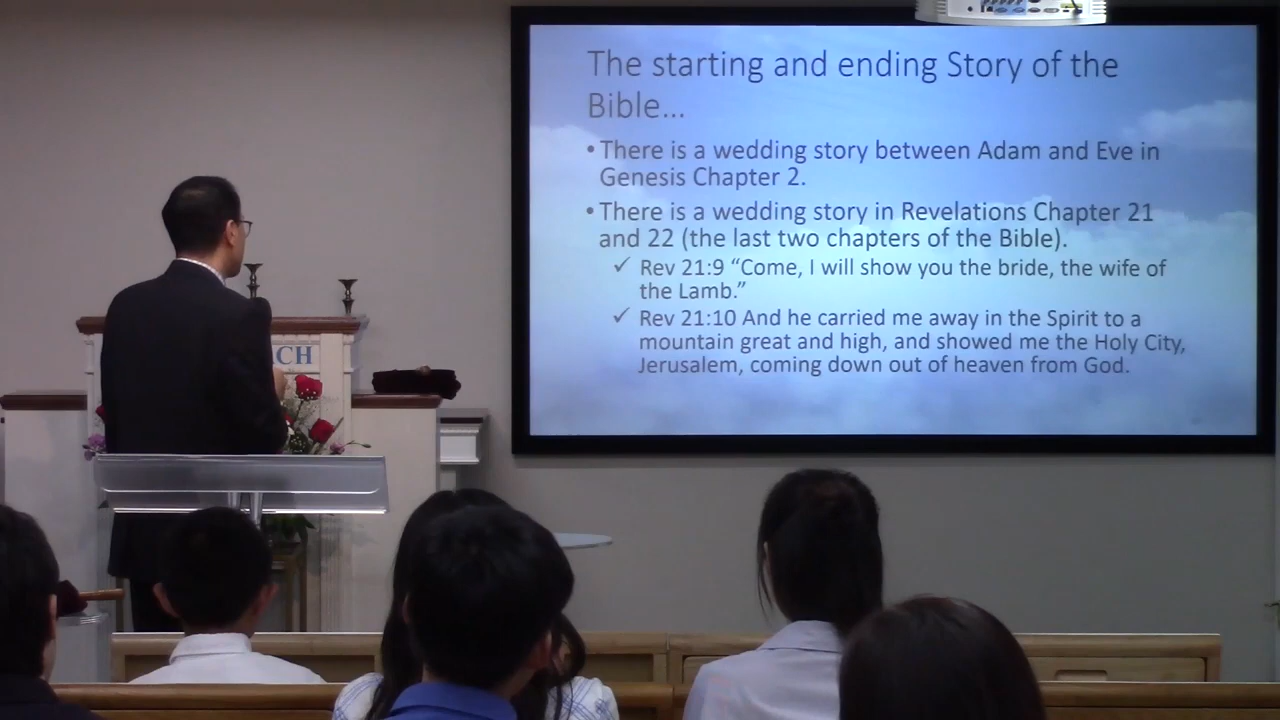 The starting and ending Story of the
Bible...
• There is a wedding story between Adam and Eve in
Genesis Chapter 2.
• There is a wedding story in Revelations Chapter 21
and 22 (the last two chapters of the Bible).
✓ Rev 21:9 “Come, I will show you the bride, the wife of
the Lamb.”
✓ Rev 21:10 And he carried me away in the Spirit to a
mountain great and high, and showed me the Holy City,
Jerusalem, coming down out of heaven from God.
CH